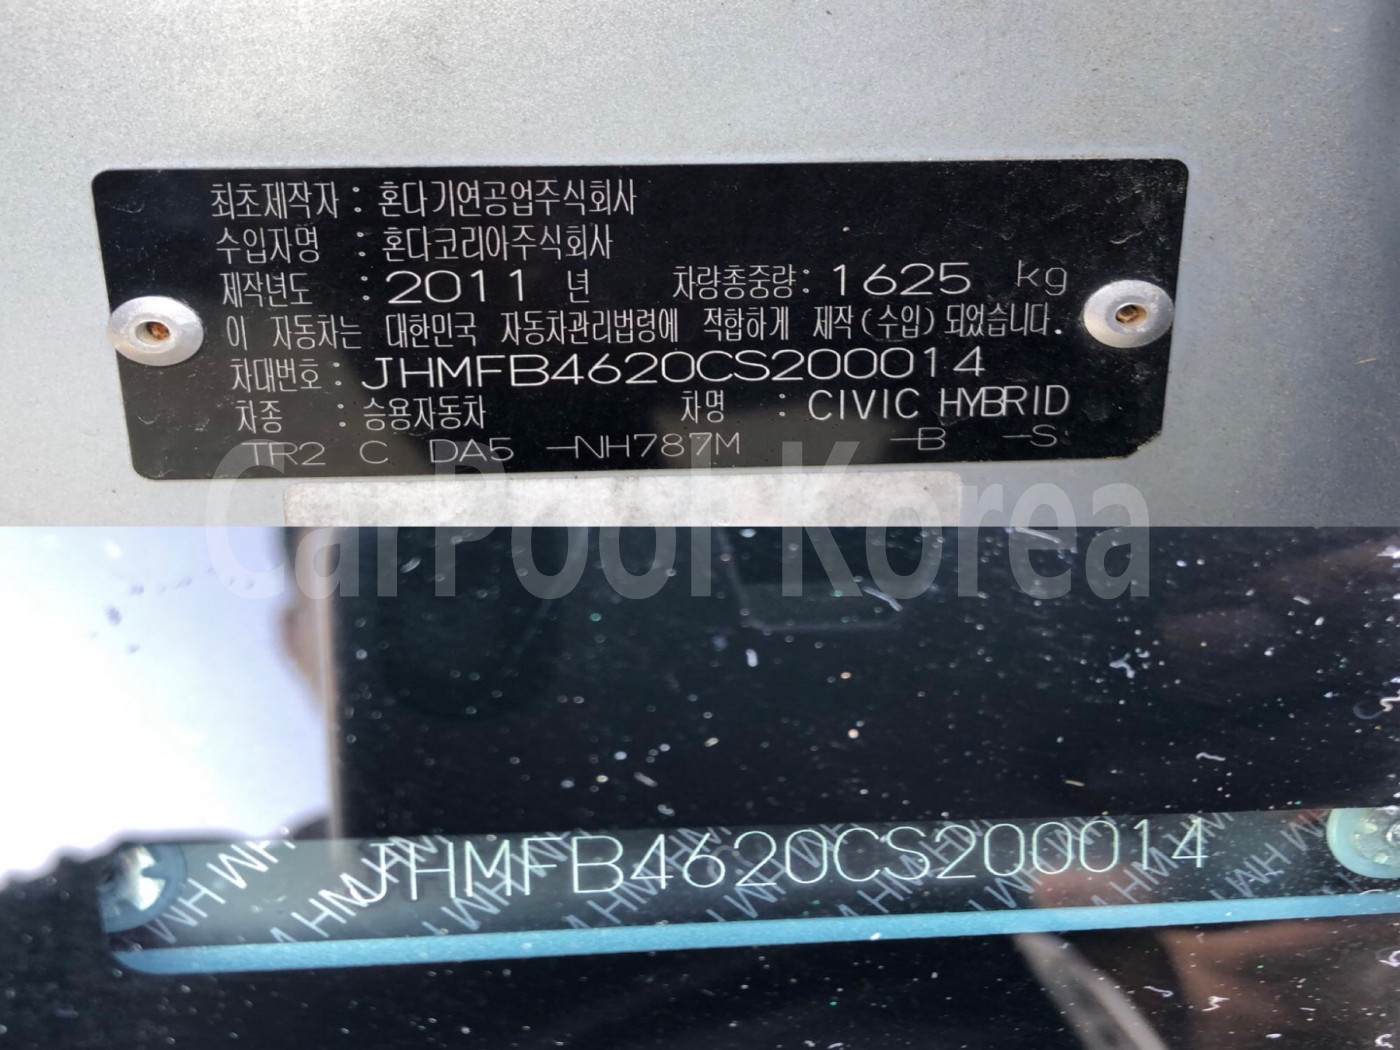 최초제작자 : 혼다기연공업주식회사
수입자명 : 혼다코리아주식회사
제작년도 : 2011 년 차량총중량: 1625 kg
이 자동차는 대한민국 자동차관리법령에 적합하게 제작(수입) 되었습니다.
차대번호: JHMFB4620CS200014
차종 : 승용자동차 차명 : CIVIC HYBRID
TR2 C DA5 -NH787M -B -S
CarPool Korea
JHMFB4620CS200014